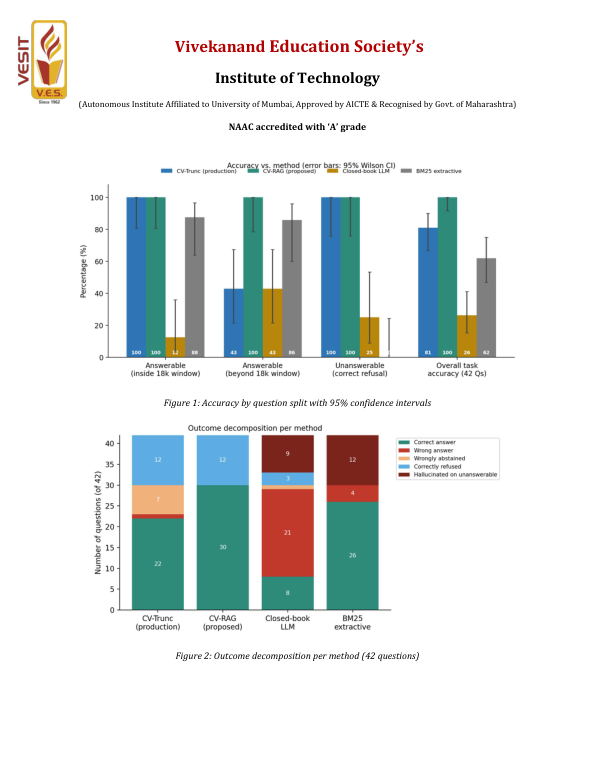 VESIT
V.E.S.
Since 1962
Vivekanand Education Society's
Institute of Technology
(Autonomous Institute Affiliated to University of Mumbai, Approved by AICTE & Recognised by Govt. of Maharashtra)
NAAC accredited with 'A' grade
Accuracy vs. method (error bars: 95% Wilson CI)
CV-Trunc (production) CV-RAG (proposed) Closed-book LLM BM25 extractive
Percentage (%)
100
80
60
40
20
0
100 100 12 88 43 100 43 86 100 100 25 81 100 26 62
Answerable (inside 18k window)
Answerable (beyond 18k window)
Unanswerable (correct refusal)
Overall task accuracy (42 Qs)
Figure 1: Accuracy by question split with 95% confidence intervals
Outcome decomposition per method
Number of questions (of 42)
40
35
30
25
20
15
10
5
0
12 7 22
12 30
9 3 21 8
12 4 26
Correct answer
Wrong answer
Wrongly abstained
Correctly refused
Hallucinated on unanswerable
CV-Trunc (production)
CV-RAG (proposed)
Closed-book LLM
BM25 extractive
Figure 2: Outcome decomposition per method (42 questions)